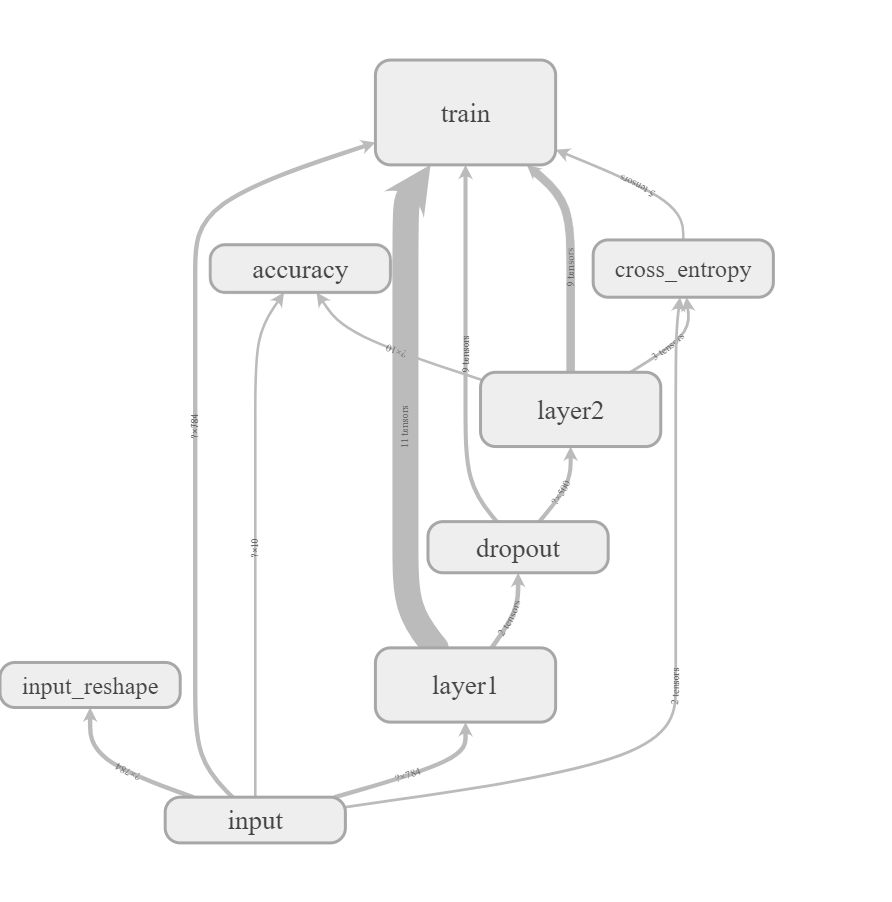 train
5 tensors
accuracy
cross_entropy
9 tensors
?×10
9 tensors
3 tensors
layer2
?×784
11 tensors
?×500
?×10
dropout
2 tensors
input_reshape
layer1
2 tensors
?×784
?×784
input